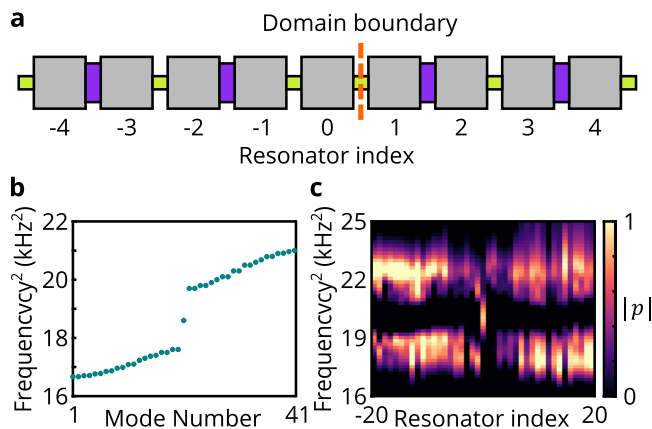 a
Domain boundary
-4 -3 -2 -1 0 1 2 3 4
Resonator index
b
Frequencvcy² (kHz²)
22
20
18
16
1 41
Mode Number
c
Frequencvcy² (kHz²)
25
22
19
16
-20 20
Resonator index
1
|p|
0